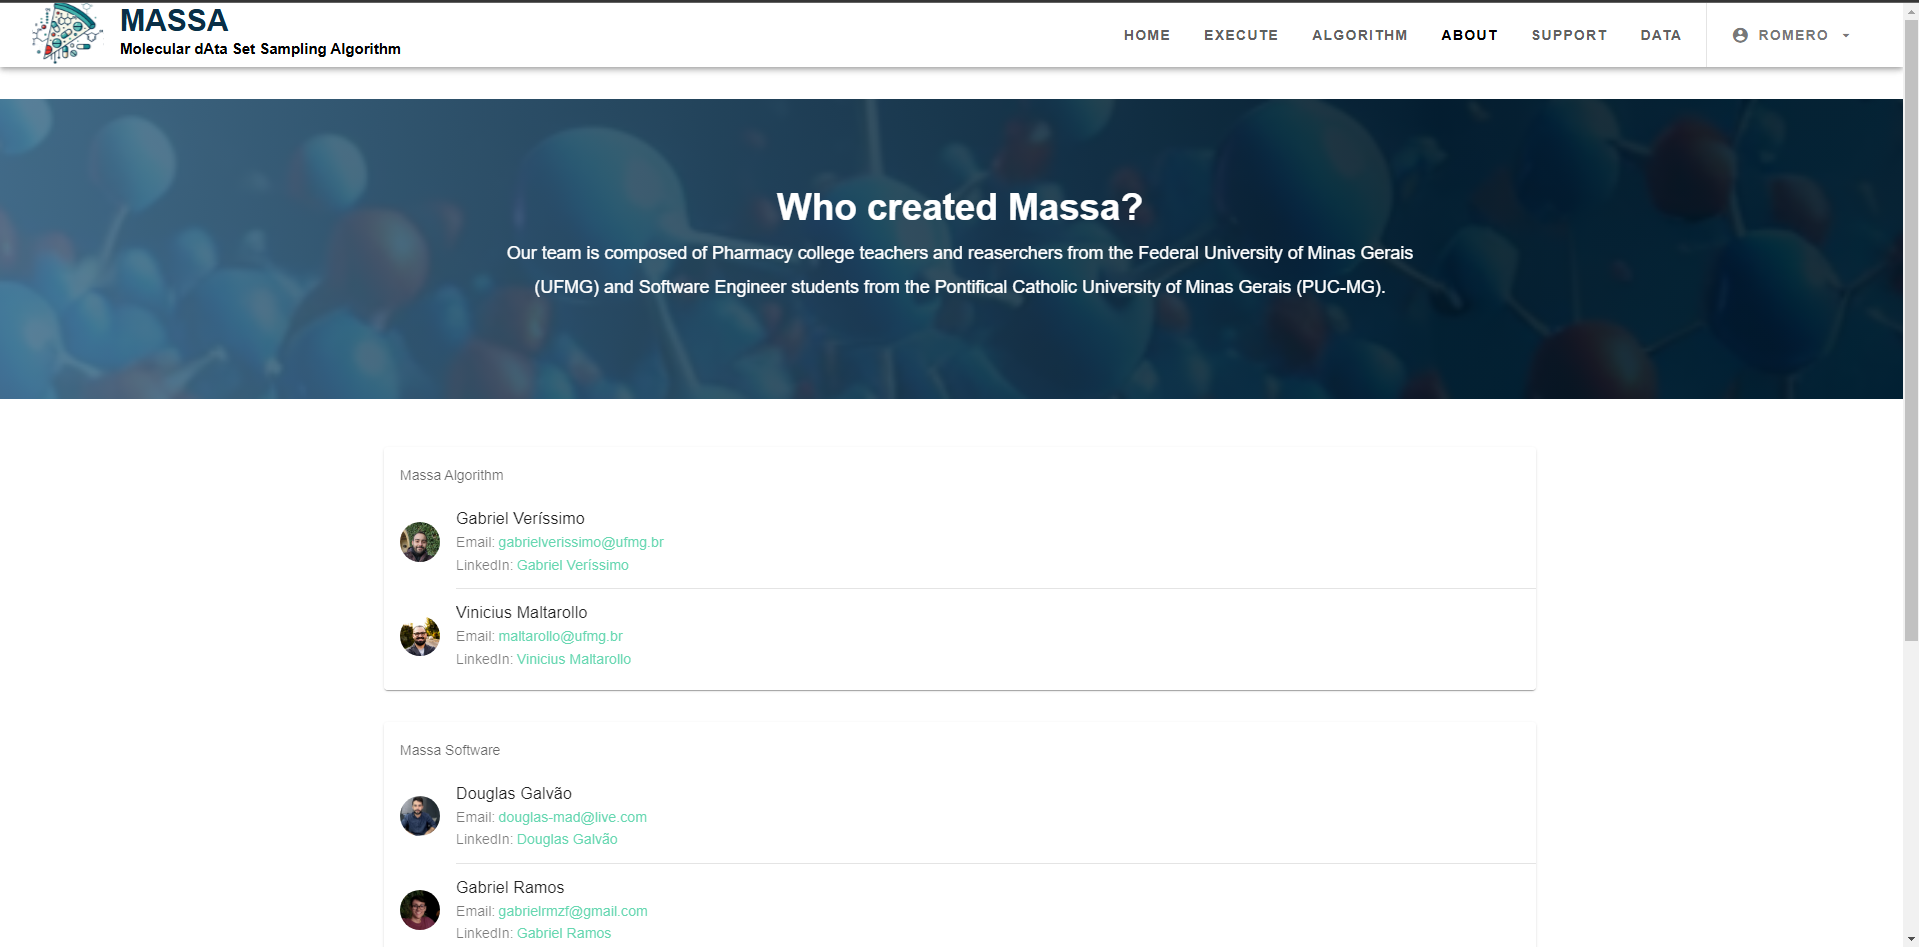 MASSA
Molecular dAta Set Sampling Algorithm
HOME
EXECUTE
ALGORITHM
ABOUT
SUPPORT
DATA
ROMERO
Who created Massa?
Our team is composed of Pharmacy college teachers and reaserchers from the Federal University of Minas Gerais
(UFMG) and Software Engineer students from the Pontifical Catholic University of Minas Gerais (PUC-MG).
Massa Algorithm
Gabriel Veríssimo
Email: gabrielverissimo@ufmg.br
LinkedIn: Gabriel Veríssimo
Vinicius Maltarollo
Email: maltarollo@ufmg.br
LinkedIn: Vinicius Maltarollo
Massa Software
Douglas Galvão
Email: douglas-mad@live.com
LinkedIn: Douglas Galvão
Gabriel Ramos
Email: gabrielrmzf@gmail.com
LinkedIn: Gabriel Ramos